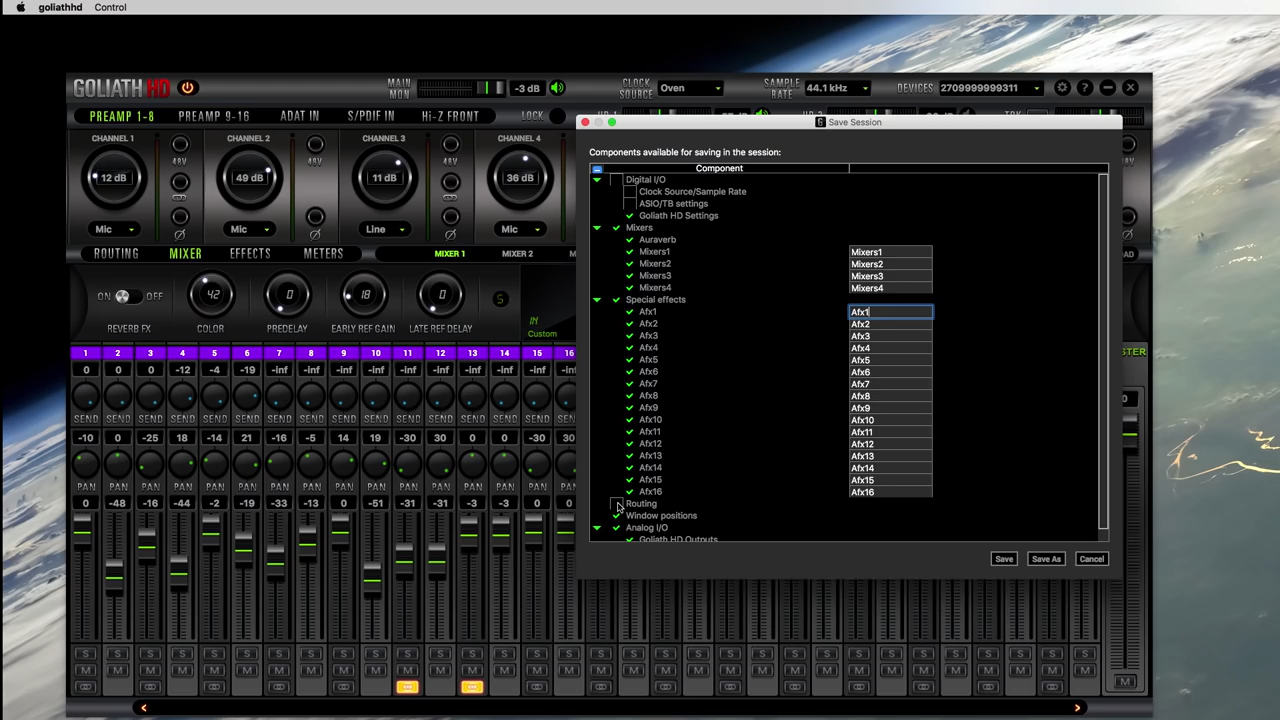 goliathhd Control
GOLIATH HD
MAIN MON
-3 dB
CLOCK SOURCE
Oven
SAMPLE RATE
44.1 kHz
DEVICES
2709999999311
?
PREAMP 1-8 PREAMP 9-16 ADAT IN S/PDIF IN Hi-Z FRONT LOCK
CHANNEL 1 CHANNEL 2 CHANNEL 3 CHANNEL 4
48V 48V 48V 48V
12 dB 49 dB 11 dB 36 dB
Mic Mic Line Mic
ROUTING MIXER EFFECTS METERS MIXER 1 MIXER 2
ON OFF 42 0 18 0 S
REVERB FX COLOR PREDELAY EARLY REF GAIN LATE REF DELAY
IN
Custom
1 2 3 4 5 6 7 8 9 10 11 12 13 14 15 16
0 0 0 -12 -4 -19 -inf -inf -inf -inf -inf -inf -inf -inf -inf -inf
SEND SEND SEND SEND SEND SEND SEND SEND SEND SEND SEND SEND SEND SEND SEND SEND
-10 0 -25 18 -14 21 -16 -5 14 19 -30 30 0 0 -30 30
PAN PAN PAN PAN PAN PAN PAN PAN PAN PAN PAN PAN PAN PAN PAN PAN
0 -48 -16 -44 -2 -19 -33 -13 0 -51 -31 -31 -3 -3 0 0
S S S S S S S S S S S S S S S S S S S S S S S S S S S S S S S S
M M M M M M M M M M M M M M M M M M M M M M M M M M M M M M M M M
Save Session
Components available for saving in the session:
Component
Digital I/O
Clock Source/Sample Rate
ASIO/TB settings
Goliath HD Settings
Mixers
Auraverb
Mixers1 Mixers1
Mixers2 Mixers2
Mixers3 Mixers3
Mixers4 Mixers4
Special effects
Afx1 Afx1
Afx2 Afx2
Afx3 Afx3
Afx4 Afx4
Afx5 Afx5
Afx6 Afx6
Afx7 Afx7
Afx8 Afx8
Afx9 Afx9
Afx10 Afx10
Afx11 Afx11
Afx12 Afx12
Afx13 Afx13
Afx14 Afx14
Afx15 Afx15
Afx16 Afx16
Routing
Window positions
Analog I/O
Goliath HD Outputs
Save Save As Cancel